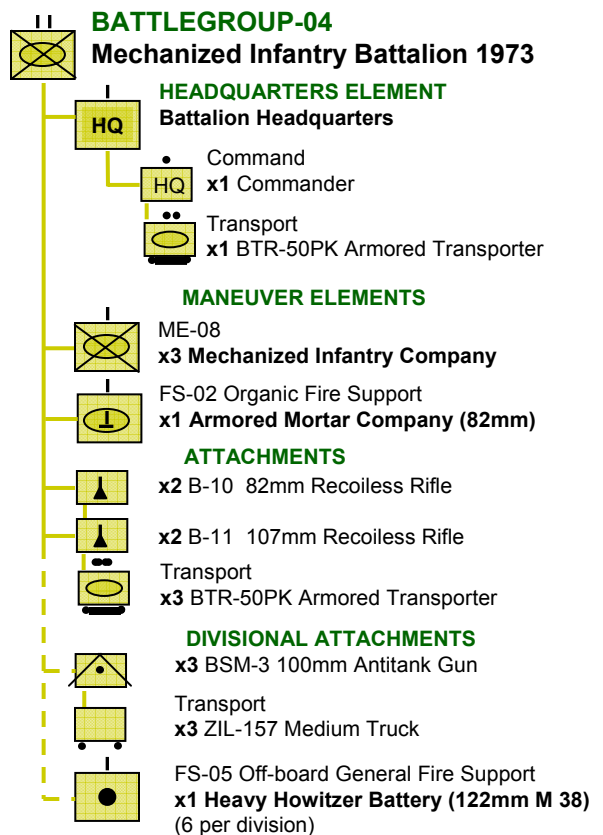 BATTLEGROUP-04
Mechanized Infantry Battalion 1973
HEADQUARTERS ELEMENT
HQ
Battalion Headquarters
Command
HQ
x1 Commander
Transport
x1 BTR-50PK Armored Transporter
MANEUVER ELEMENTS
ME-08
x3 Mechanized Infantry Company
FS-02 Organic Fire Support
x1 Armored Mortar Company (82mm)
ATTACHMENTS
x2 B-10 82mm Recoiless Rifle
x2 B-11 107mm Recoiless Rifle
Transport
x3 BTR-50PK Armored Transporter
DIVISIONAL ATTACHMENTS
x3 BSM-3 100mm Antitank Gun
Transport
x3 ZIL-157 Medium Truck
FS-05 Off-board General Fire Support
x1 Heavy Howitzer Battery (122mm M 38)
(6 per division)